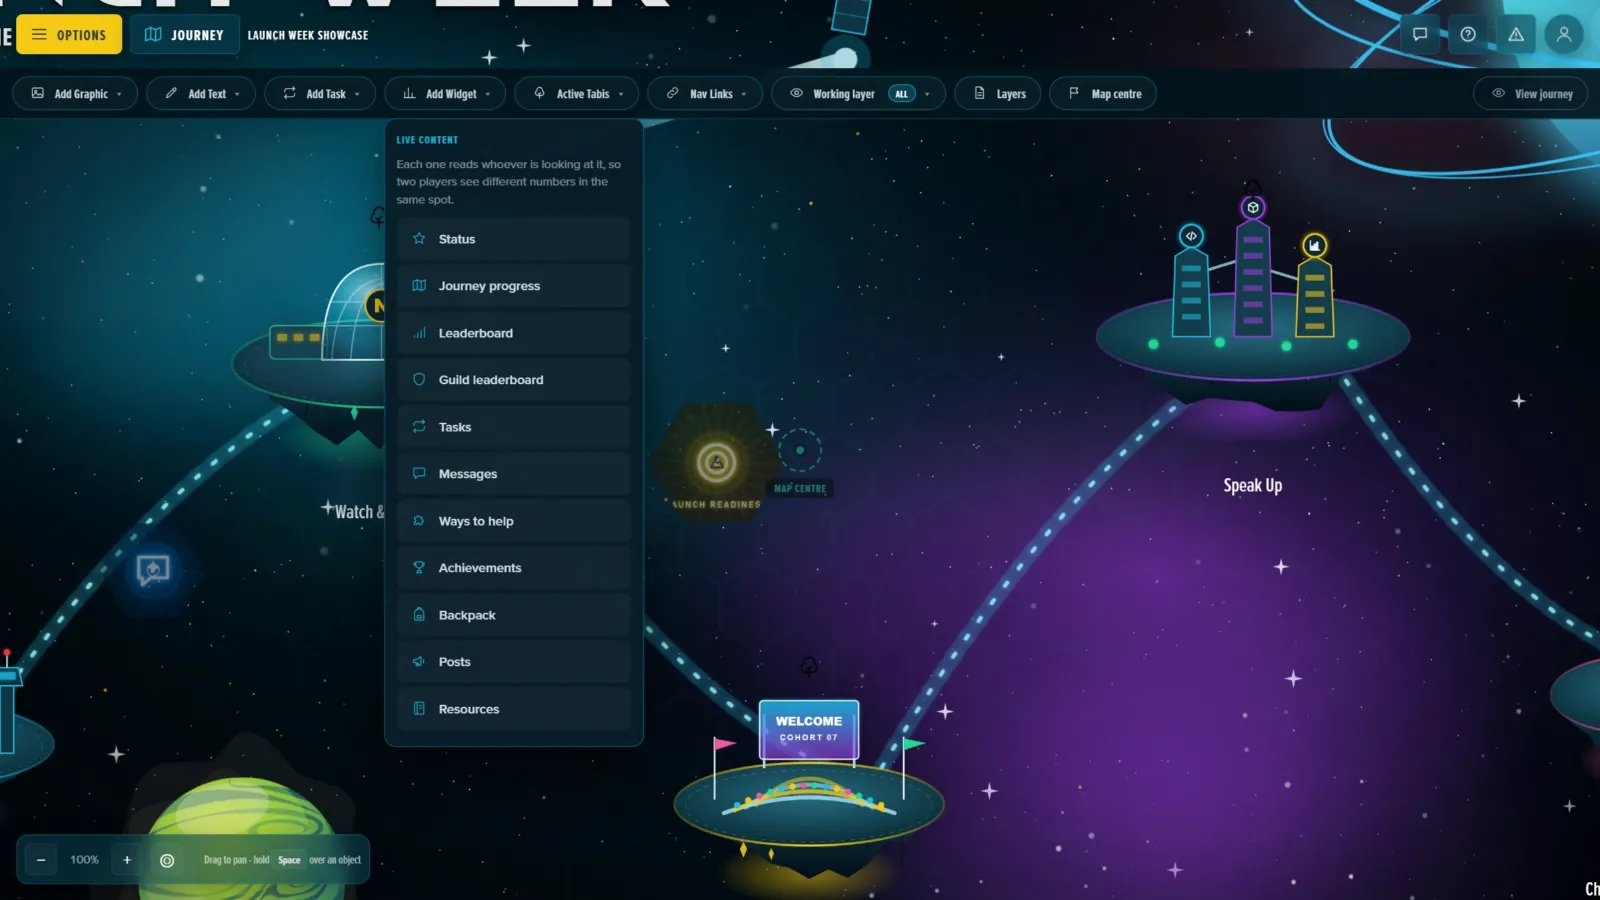 OPTIONS
JOURNEY
LAUNCH WEEK SHOWCASE
Add Graphic
Add Text
Add Task
Add Widget
Active Tabis
Nav Links
Working layer
ALL
Layers
Map centre
View journey
LIVE CONTENT
Each one reads whoever is looking at it, so
two players see different numbers in the
same spot.
Status
Journey progress
Leaderboard
Guild leaderboard
Tasks
Messages
Ways to help
Achievements
Backpack
Posts
Resources
Watch &
MAP CENTRE
AUNCH READINES
Speak Up
WELCOME
COHORT 07
100%
Drag to pan - hold Space over an object
Ch